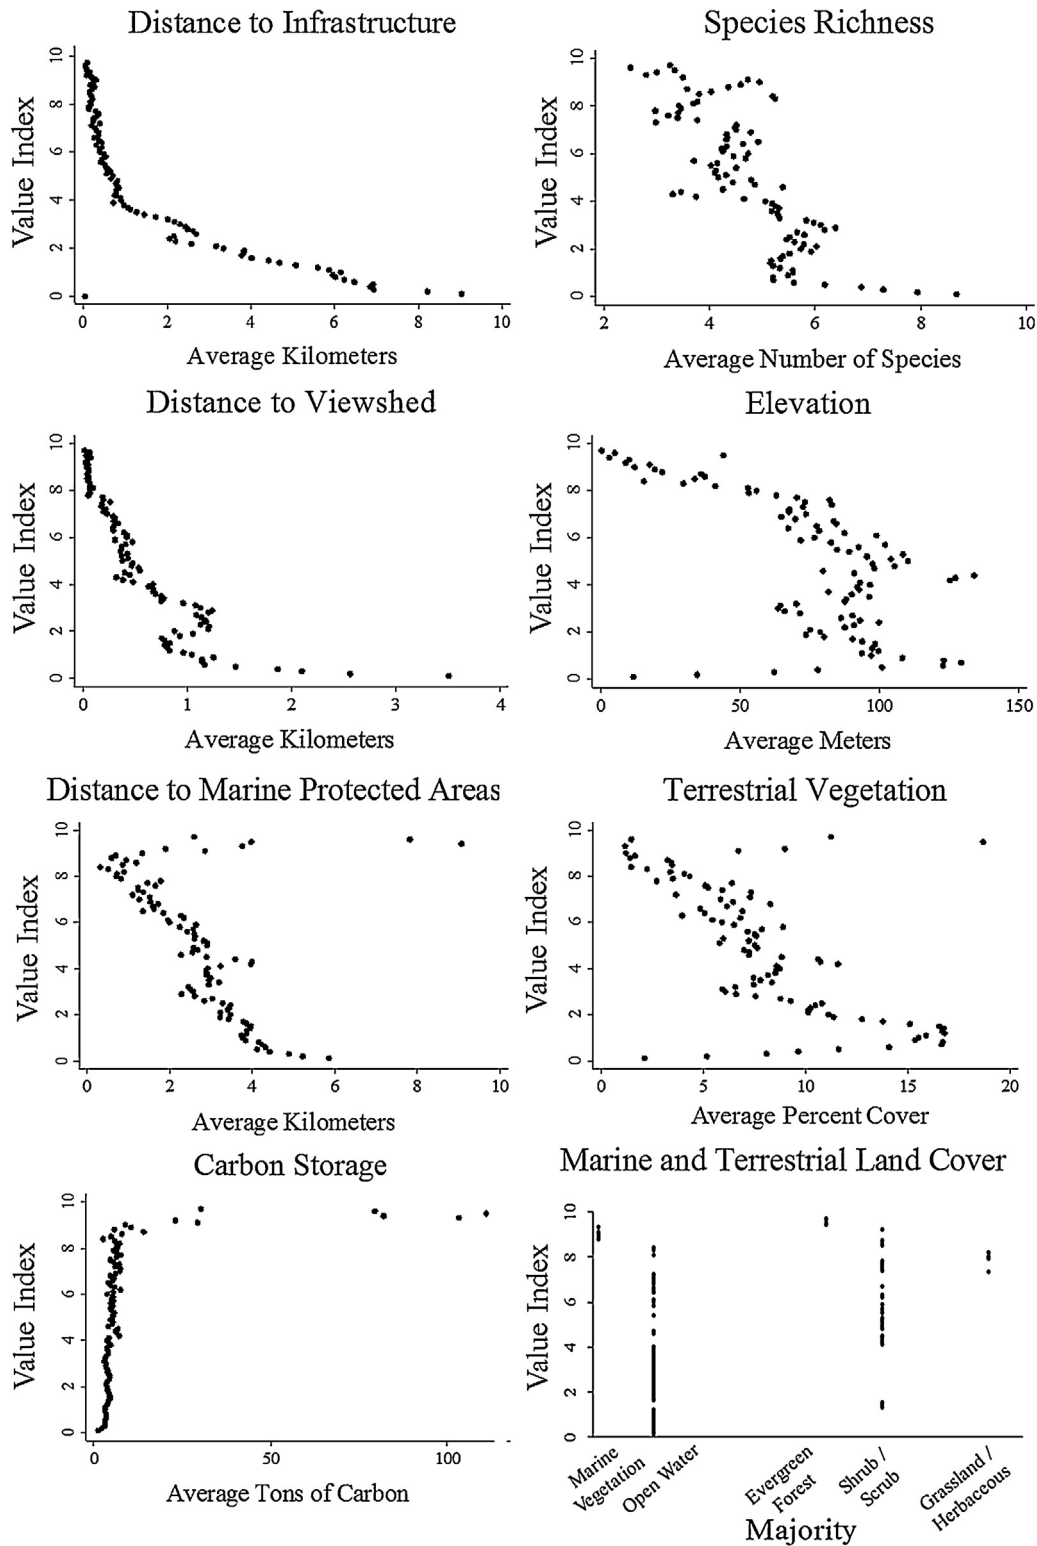 Distance to Infrastructure
Value Index
0 2 4 6 8 10
0 2 4 6 8 10
Average Kilometers
Species Richness
Value Index
0 2 4 6 8 10
2 4 6 8 10
Average Number of Species
Distance to Viewshed
Value Index
0 2 4 6 8 10
0 1 2 3 4
Average Kilometers
Elevation
Value Index
0 2 4 6 8 10
0 50 100 150
Average Meters
Distance to Marine Protected Areas
Value Index
0 2 4 6 8 10
0 2 4 6 8 10
Average Kilometers
Terrestrial Vegetation
Value Index
0 2 4 6 8 10
0 5 10 15 20
Average Percent Cover
Carbon Storage
Value Index
0 2 4 6 8 10
0 50 100
Average Tons of Carbon
Marine and Terrestrial Land Cover
Value Index
0 2 4 6 8 10
Marine
Vegetation
Open Water
Evergreen
Forest
Shrub /
Scrub
Grassland /
Herbaceous
Majority